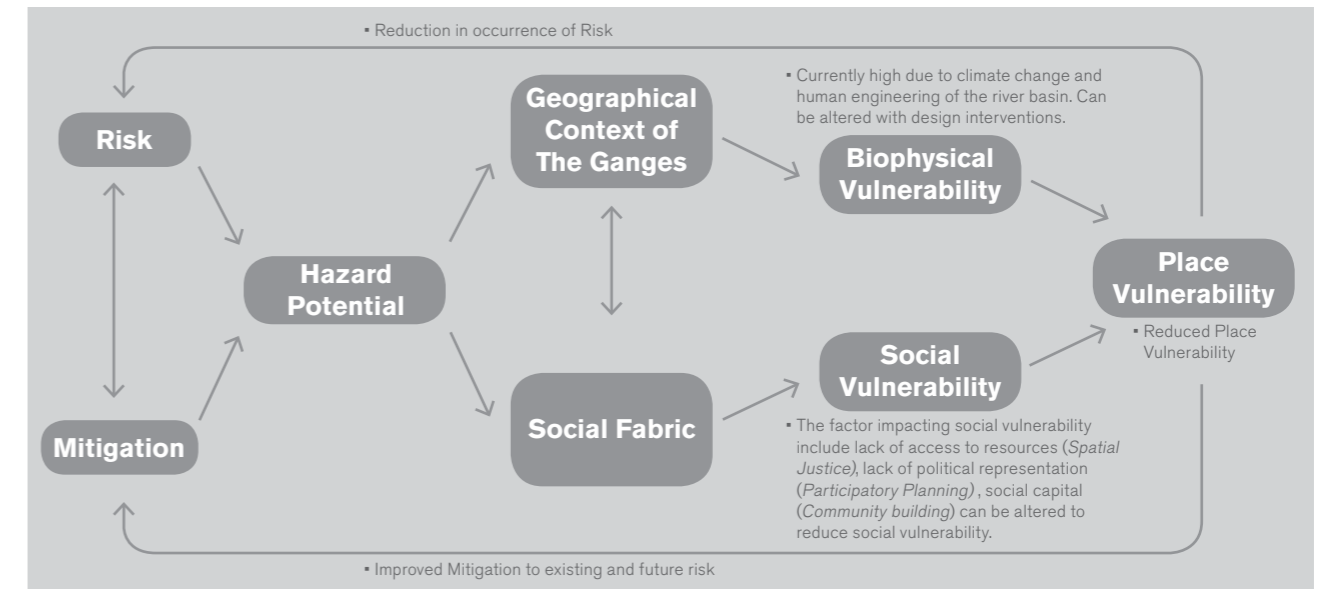 ▪ Reduction in occurrence of Risk
Risk
Mitigation
Hazard
Potential
Geographical
Context of
The Ganges
Social Fabric
▪ Currently high due to climate change and
human engineering of the river basin. Can
be altered with design interventions.
Biophysical
Vulnerability
Social
Vulnerability
▪ The factor impacting social vulnerability
include lack of access to resources (Spatial
Justice), lack of political representation
(Participatory Planning) , social capital
(Community building) can be altered to
reduce social vulnerability.
Place
Vulnerability
▪ Reduced Place
Vulnerability
▪ Improved Mitigation to existing and future risk